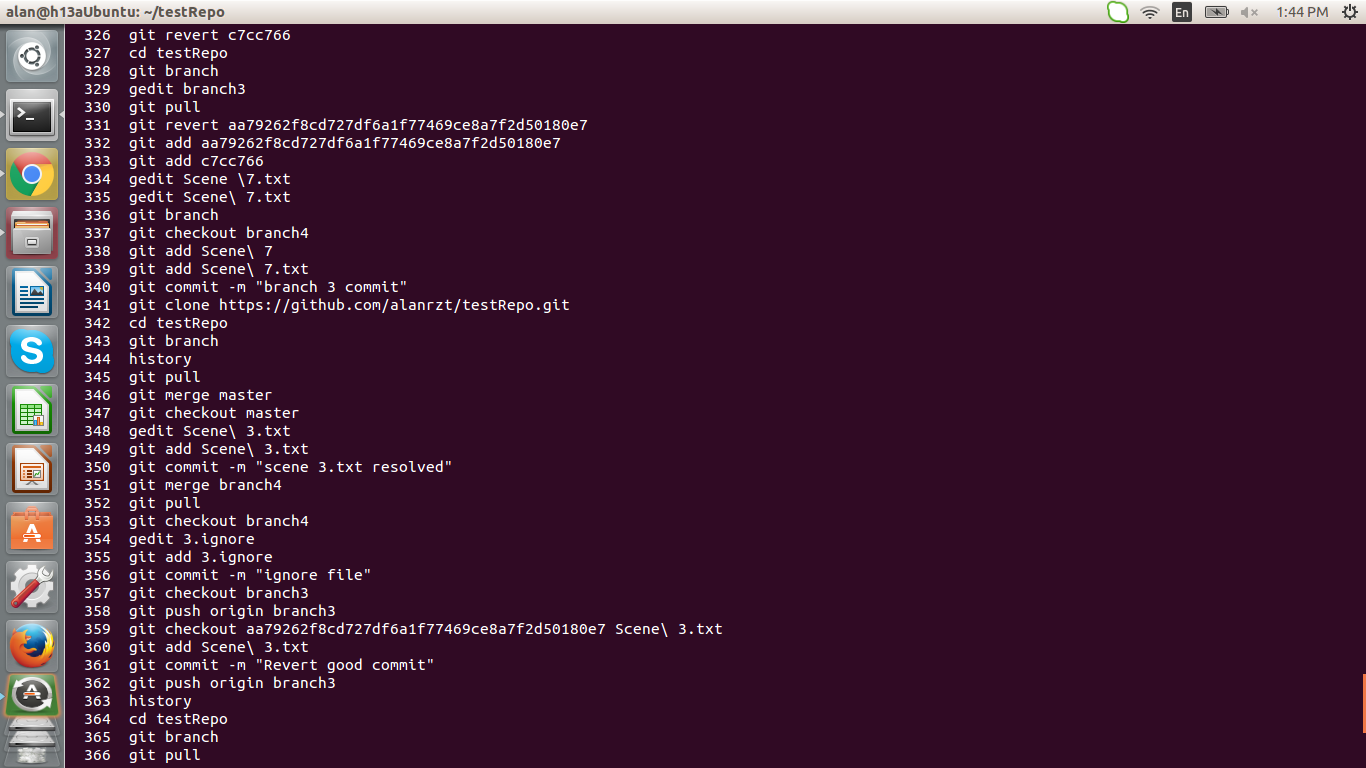 alan@h13aUbuntu: ~/testRepo En 1:44 PM
326 git revert c7cc766
327 cd testRepo
328 git branch
329 gedit branch3
330 git pull
331 git revert aa79262f8cd727df6a1f77469ce8a7f2d50180e7
332 git add aa79262f8cd727df6a1f77469ce8a7f2d50180e7
333 git add c7cc766
334 gedit Scene \7.txt
335 gedit Scene\ 7.txt
336 git branch
337 git checkout branch4
338 git add Scene\ 7
339 git add Scene\ 7.txt
340 git commit -m "branch 3 commit"
341 git clone https://github.com/alanrzt/testRepo.git
342 cd testRepo
343 git branch
344 history
345 git pull
346 git merge master
347 git checkout master
348 gedit Scene\ 3.txt
349 git add Scene\ 3.txt
350 git commit -m "scene 3.txt resolved"
351 git merge branch4
352 git pull
353 git checkout branch4
354 gedit 3.ignore
355 git add 3.ignore
356 git commit -m "ignore file"
357 git checkout branch3
358 git push origin branch3
359 git checkout aa79262f8cd727df6a1f77469ce8a7f2d50180e7 Scene\ 3.txt
360 git add Scene\ 3.txt
361 git commit -m "Revert good commit"
362 git push origin branch3
363 history
364 cd testRepo
365 git branch
366 git pull